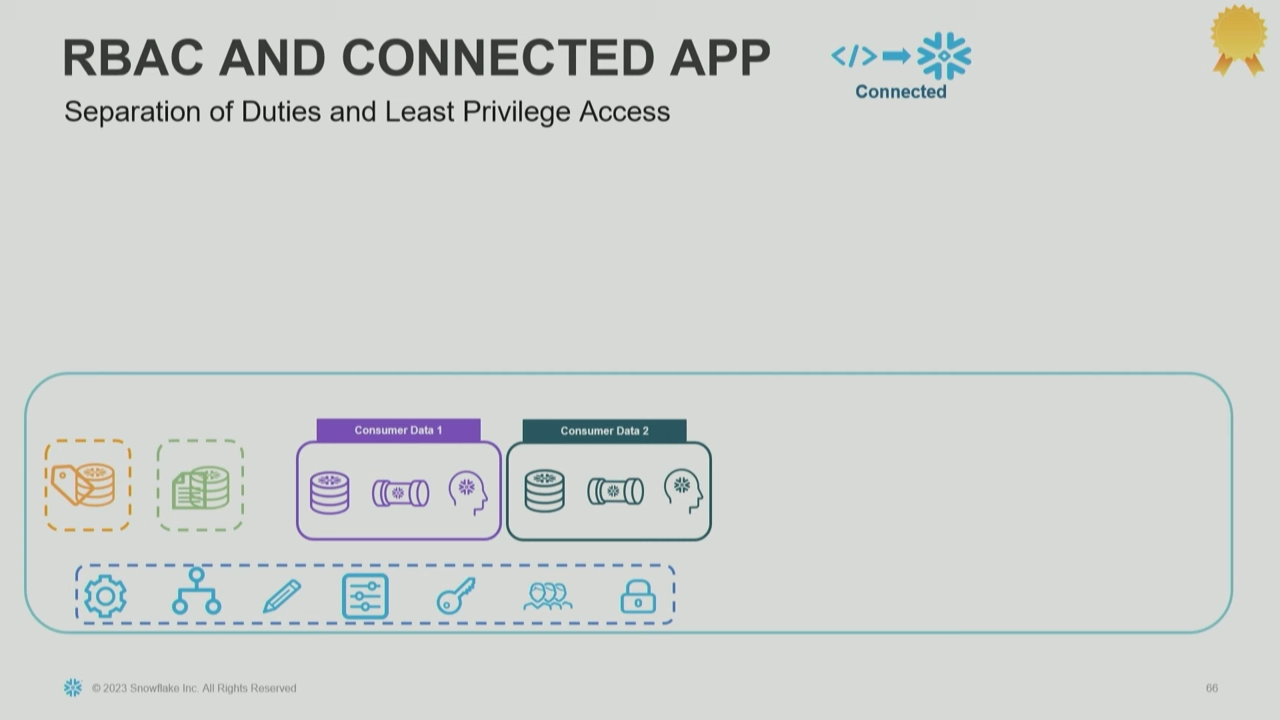 RBAC AND CONNECTED APP
</>
Connected
Separation of Duties and Least Privilege Access
Consumer Data 1
Consumer Data 2
© 2023 Snowflake Inc. All Rights Reserved
66